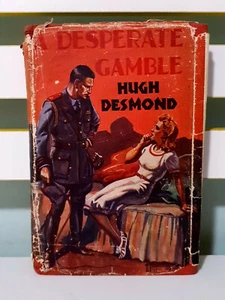 A DESPERATE
GAMBLE
HUGH
DESMOND